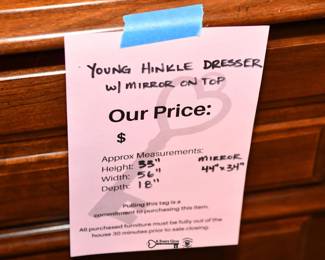 YOUNG HINKLE DRESSER
W/ MIRROR ON TOP
Our Price:
$
Approx Measurements:
Height: 33"
Width: 56"
Depth: 18"
MIRROR
44" x 34"
Pulling this tag is a
commitment to purchasing this item.
All purchased furniture must be fully out of the
house 30 minutes prior to sale closing.